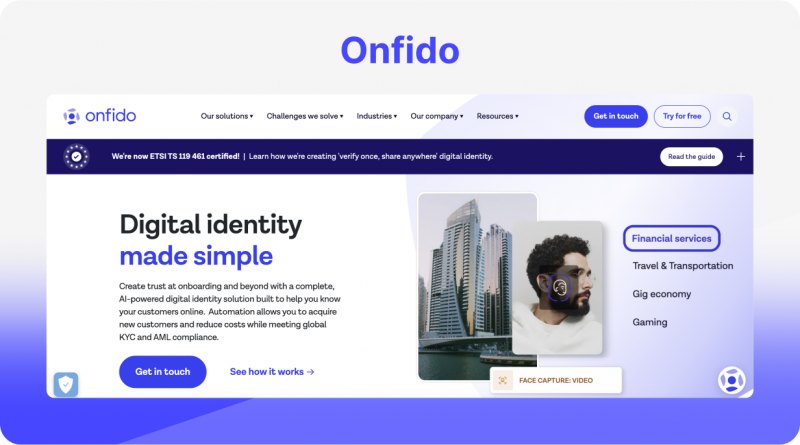 Onfido
onfido
Our solutions ▾ Challenges we solve ▾ Industries ▾ Our company ▾ Resources ▾ Get in touch Try for free
We're now ETSI TS 119 461 certified! | Learn how we're creating 'verify once, share anywhere' digital identity. Read the guide +
Digital identity
made simple
Create trust at onboarding and beyond with a complete,
AI-powered digital identity solution built to help you know
your customers online. Automation allows you to acquire
new customers and reduce costs while meeting global
KYC and AML compliance.
Get in touch See how it works →
Financial services
Travel & Transportation
Gig economy
Gaming
FACE CAPTURE: VIDEO